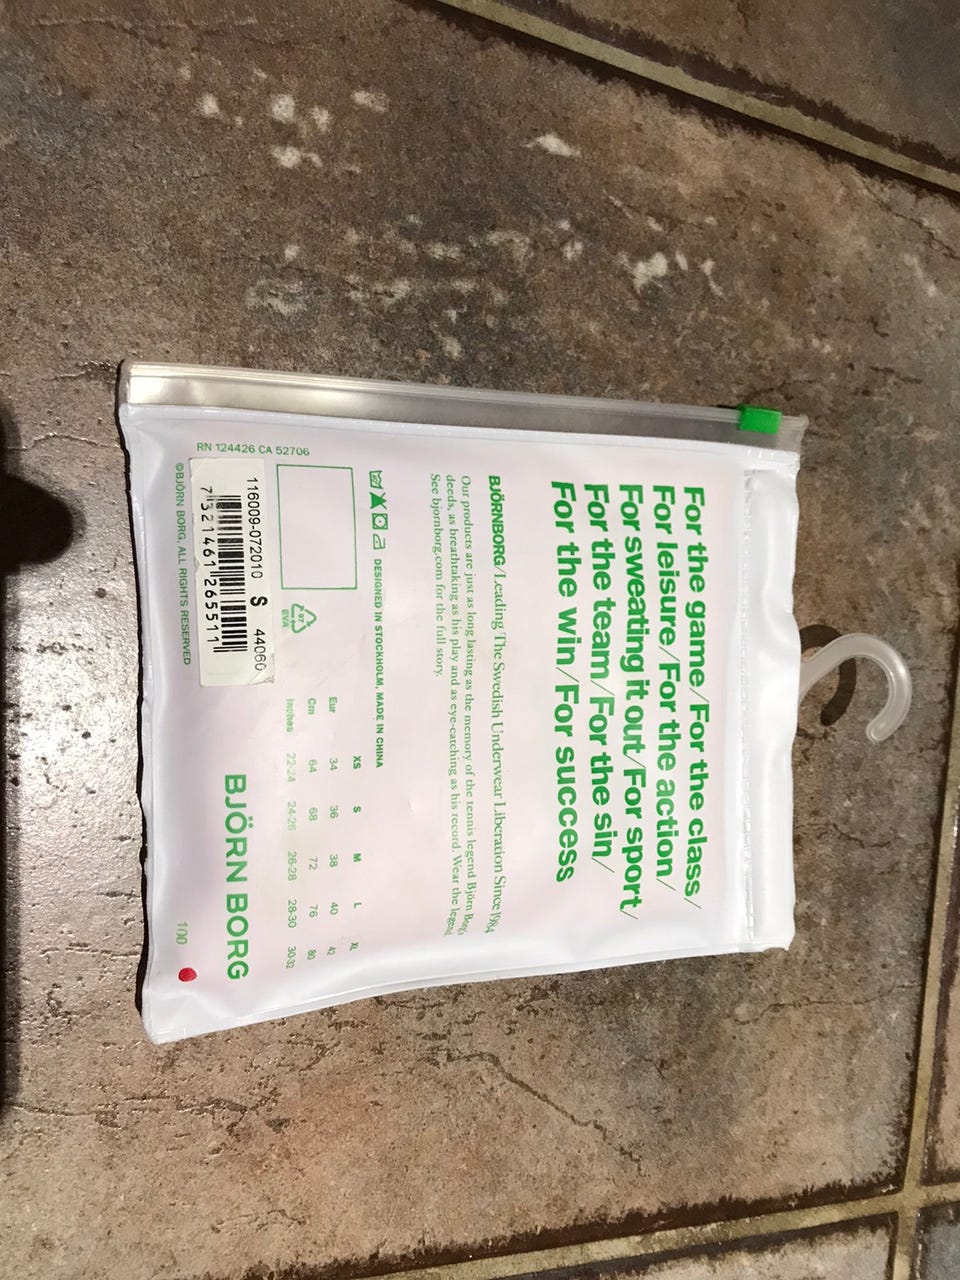 For the game/For the class/
For leisure/For the action/
For sweating it out/For sport/
For the team/For the sin/
For the win/For success
BJÖRNBORG/Leading The Swedish Underwear Liberation Since 1984
Our products are just as long lasting as the memory of the tennis legend Björn Borg's
deeds, as breathtaking as his play and as eye-catching as his record. Wear the legend
See bjornborg.com for the full story.
DESIGNED IN STOCKHOLM, MADE IN CHINA
XS S M L XL
Eur 34 36 38 40 42
Cm 64 68 72 76 80
Inches 22-24 24-26 26-28 28-30 30-32
07
EVA
116009-072010 S 44060
7 321461 265511
RN 124426 CA 52706
©BJÖRN BORG, ALL RIGHTS RESERVED
BJÖRN BORG
100